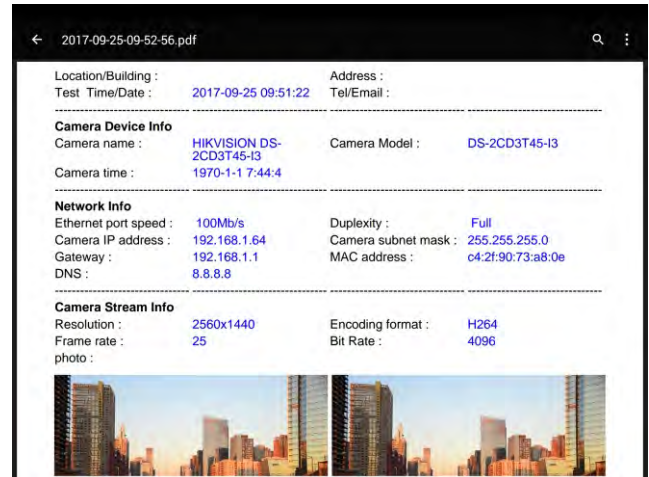 2017-09-25-09-52-56.pdf
Location/Building : Address :
Test Time/Date : 2017-09-25 09:51:22 Tel/Email :
Camera Device Info
Camera name : HIKVISION DS-2CD3T45-I3 Camera Model : DS-2CD3T45-I3
Camera time : 1970-1-1 7:44:4
Network Info
Ethernet port speed : 100Mb/s Duplexity : Full
Camera IP address : 192.168.1.64 Camera subnet mask : 255.255.255.0
Gateway : 192.168.1.1 MAC address : c4:2f:90:73:a8:0e
DNS : 8.8.8.8
Camera Stream Info
Resolution : 2560x1440 Encoding format : H264
Frame rate : 25 Bit Rate : 4096
photo :